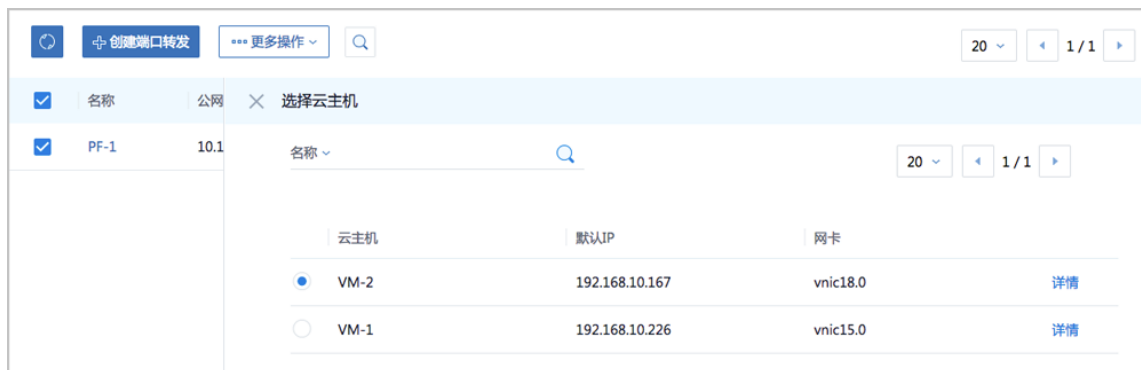 创建端口转发 更多操作 20 1 / 1
名称 公网 选择云主机
PF-1 10.1 名称 20 1 / 1
云主机 默认IP 网卡
VM-2 192.168.10.167 vnic18.0 详情
VM-1 192.168.10.226 vnic15.0 详情